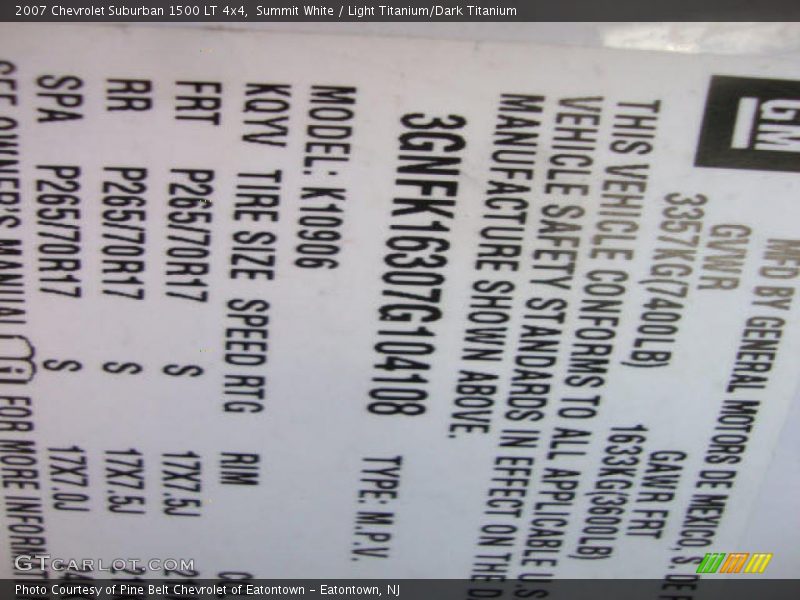 2007 Chevrolet Suburban 1500 LT 4x4, Summit White / Light Titanium/Dark Titanium
GM
MFD BY GENERAL MOTORS DE MEXICO, S. DE
GVWR GAWR FRT
3357KG(7400LB) 1633KG(3600LB)
THIS VEHICLE CONFORMS TO ALL APPLICABLE U.S
VEHICLE SAFETY STANDARDS IN EFFECT ON THE
MANUFACTURE SHOWN ABOVE.
3GNFK16307G104108 TYPE: M.P.V.
MODEL: K10906
KQYV TIRE SIZE SPEED RTG RIM
FRT P265/70R17 S 17X7.5J
RR P265/70R17 S 17X7.5J
SPA P265/70R17 S 17X7.0J
SEE OWNER'S MANUAL FOR MORE
GTcarlot.com
Photo Courtesy of Pine Belt Chevrolet of Eatontown - Eatontown, NJ